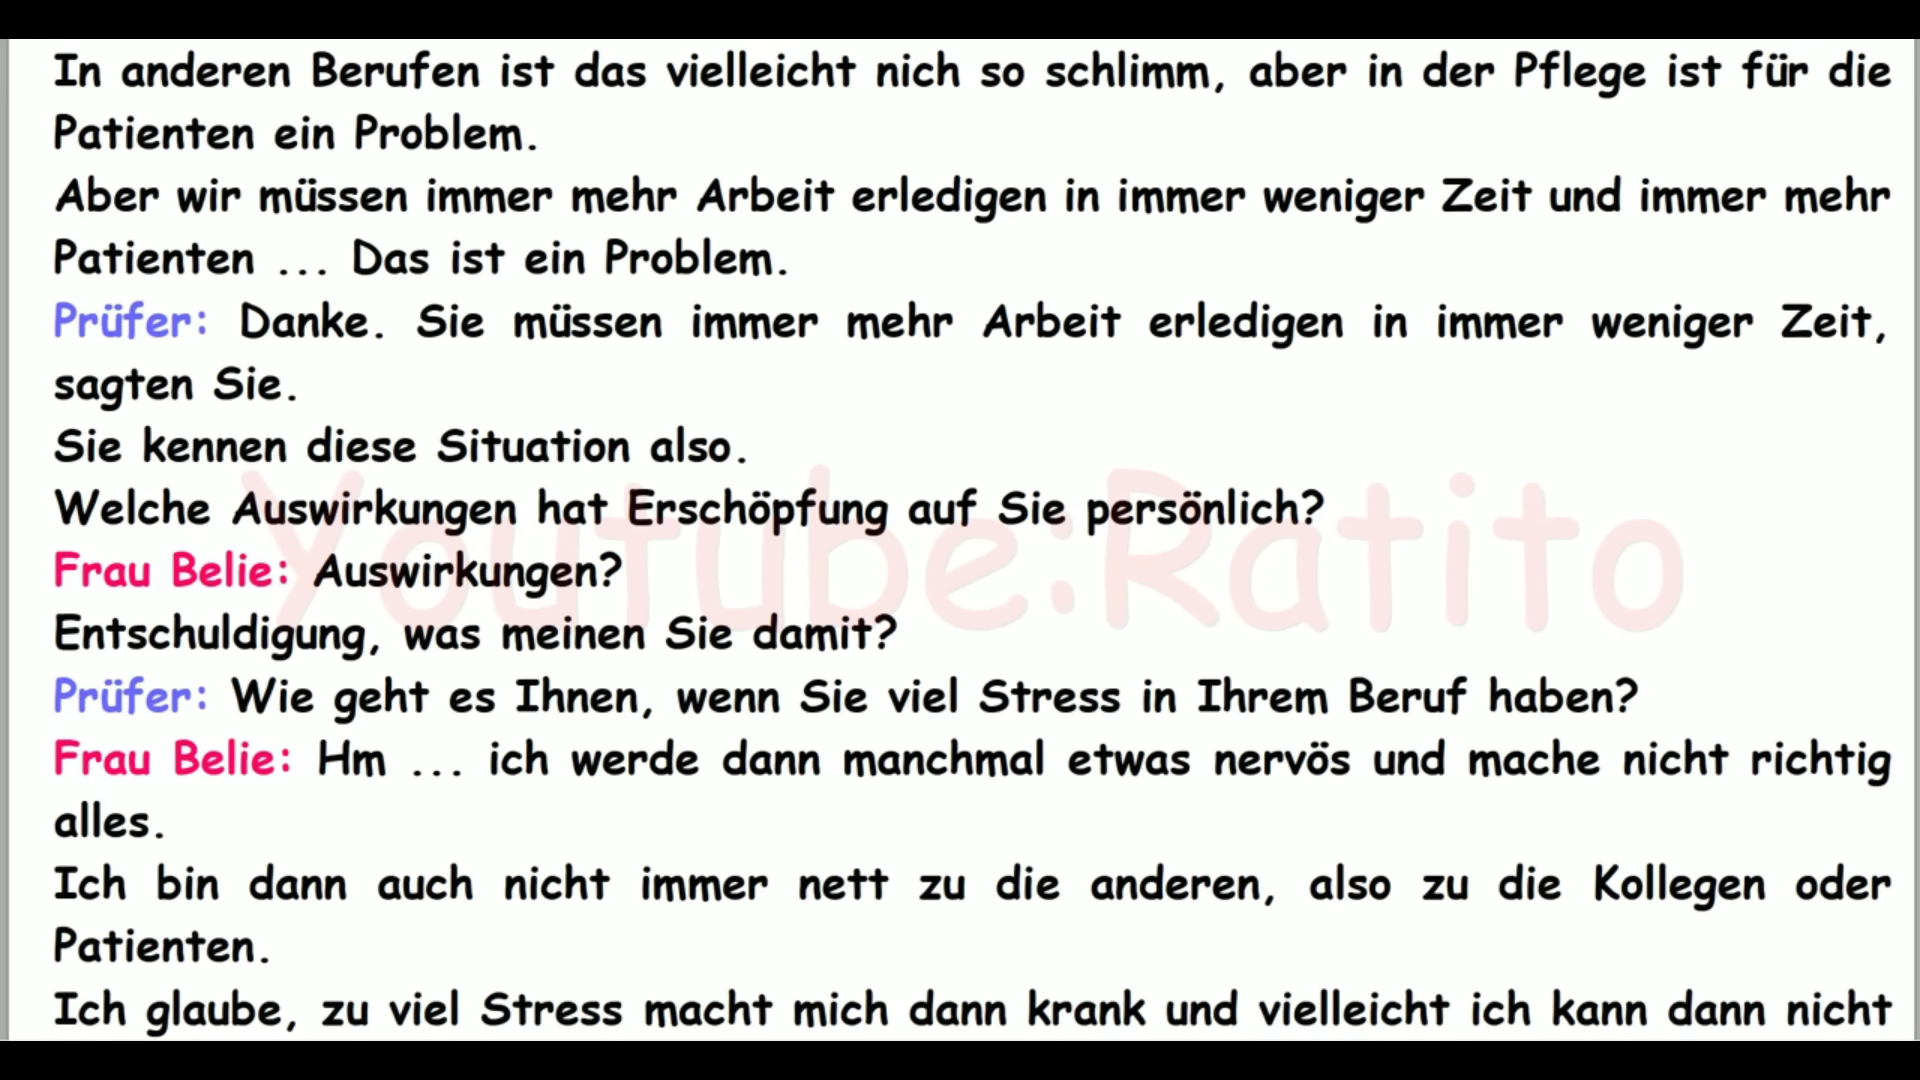 In anderen Berufen ist das vielleicht nich so schlimm, aber in der Pflege ist für die
Patienten ein Problem.
Aber wir müssen immer mehr Arbeit erledigen in immer weniger Zeit und immer mehr
Patienten ... Das ist ein Problem.
Prüfer: Danke. Sie müssen immer mehr Arbeit erledigen in immer weniger Zeit,
sagten Sie.
Sie kennen diese Situation also.
Welche Auswirkungen hat Erschöpfung auf Sie persönlich?
Frau Belie: Auswirkungen?
Youtube:Ratito
Entschuldigung, was meinen Sie damit?
Prüfer: Wie geht es Ihnen, wenn Sie viel Stress in Ihrem Beruf haben?
Frau Belie: Hm ... ich werde dann manchmal etwas nervös und mache nicht richtig
alles.
Ich bin dann auch nicht immer nett zu die anderen, also zu die Kollegen oder
Patienten.
Ich glaube, zu viel Stress macht mich dann krank und vielleicht ich kann dann nicht